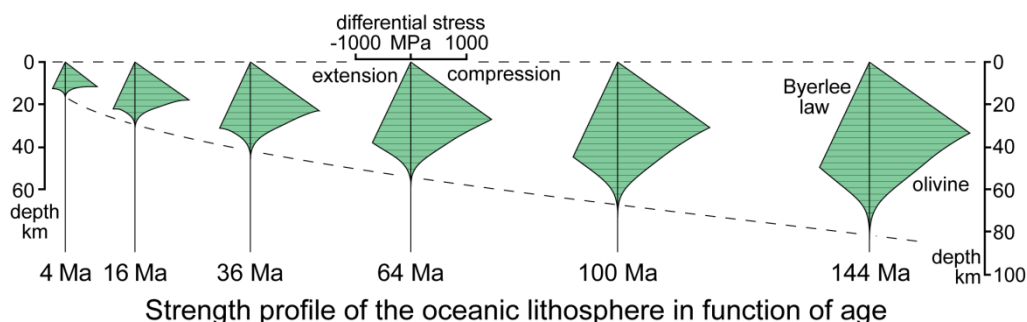 differential stress
-1000 MPa 1000
0
20
40
60
depth
km
extension
compression
Byerlee
law
olivine
0
20
40
60
80
100
depth
km
4 Ma 16 Ma 36 Ma 64 Ma 100 Ma 144 Ma
Strength profile of the oceanic lithosphere in function of age